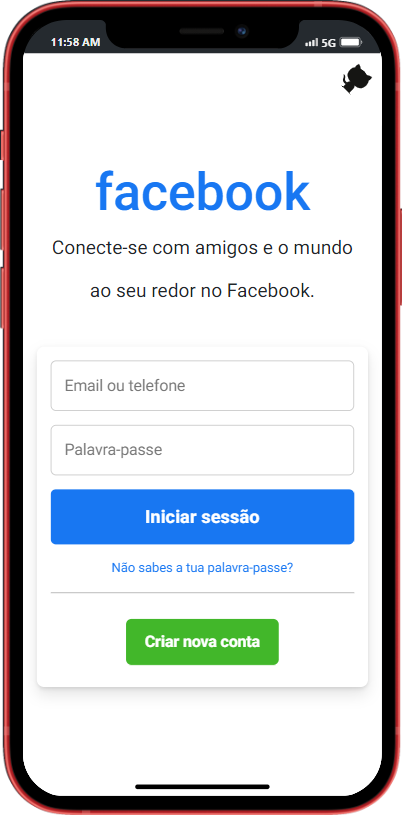 11:58 AM
5G
facebook
Conecte-se com amigos e o mundo
ao seu redor no Facebook.
Email ou telefone
Palavra-passe
Iniciar sessão
Não sabes a tua palavra-passe?
Criar nova conta